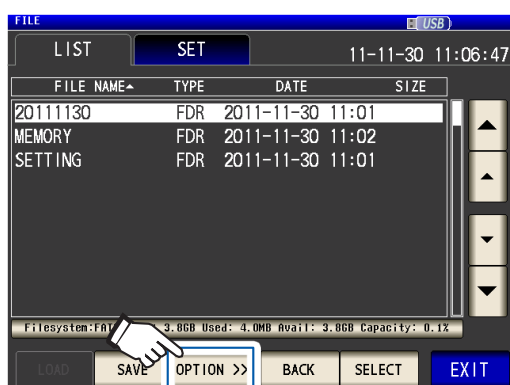 FILE USB
LIST SET 11-11-30 11:06:47
FILE NAME TYPE DATE SIZE
20111130 FDR 2011-11-30 11:01
MEMORY FDR 2011-11-30 11:02
SETTING FDR 2011-11-30 11:01
3.8GB Used: 4.0MB Avail: 3.8GB Capacity: 0.1%
LOAD SAVE OPTION >> BACK SELECT EXIT